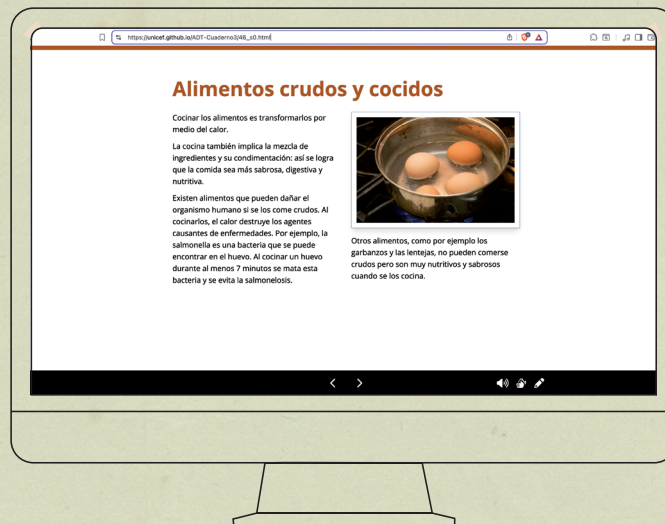 https://unicef.github.io/ADT-Cuaderno3/46_s0.html
Alimentos crudos y cocidos
Cocinar los alimentos es transformarlos por
medio del calor.
La cocina también implica la mezcla de
ingredientes y su condimentación: así se logra
que la comida sea más sabrosa, digestiva y
nutritiva.
Existen alimentos que pueden dañar el
organismo humano si se los come crudos. Al
cocinarlos, el calor destruye los agentes
causantes de enfermedades. Por ejemplo, la
salmonella es una bacteria que se puede
encontrar en el huevo. Al cocinar un huevo
durante al menos 7 minutos se mata esta
bacteria y se evita la salmonelosis.
Otros alimentos, como por ejemplo los
garbanzos y las lentejas, no pueden comerse
crudos pero son muy nutritivos y sabrosos
cuando se los cocina.